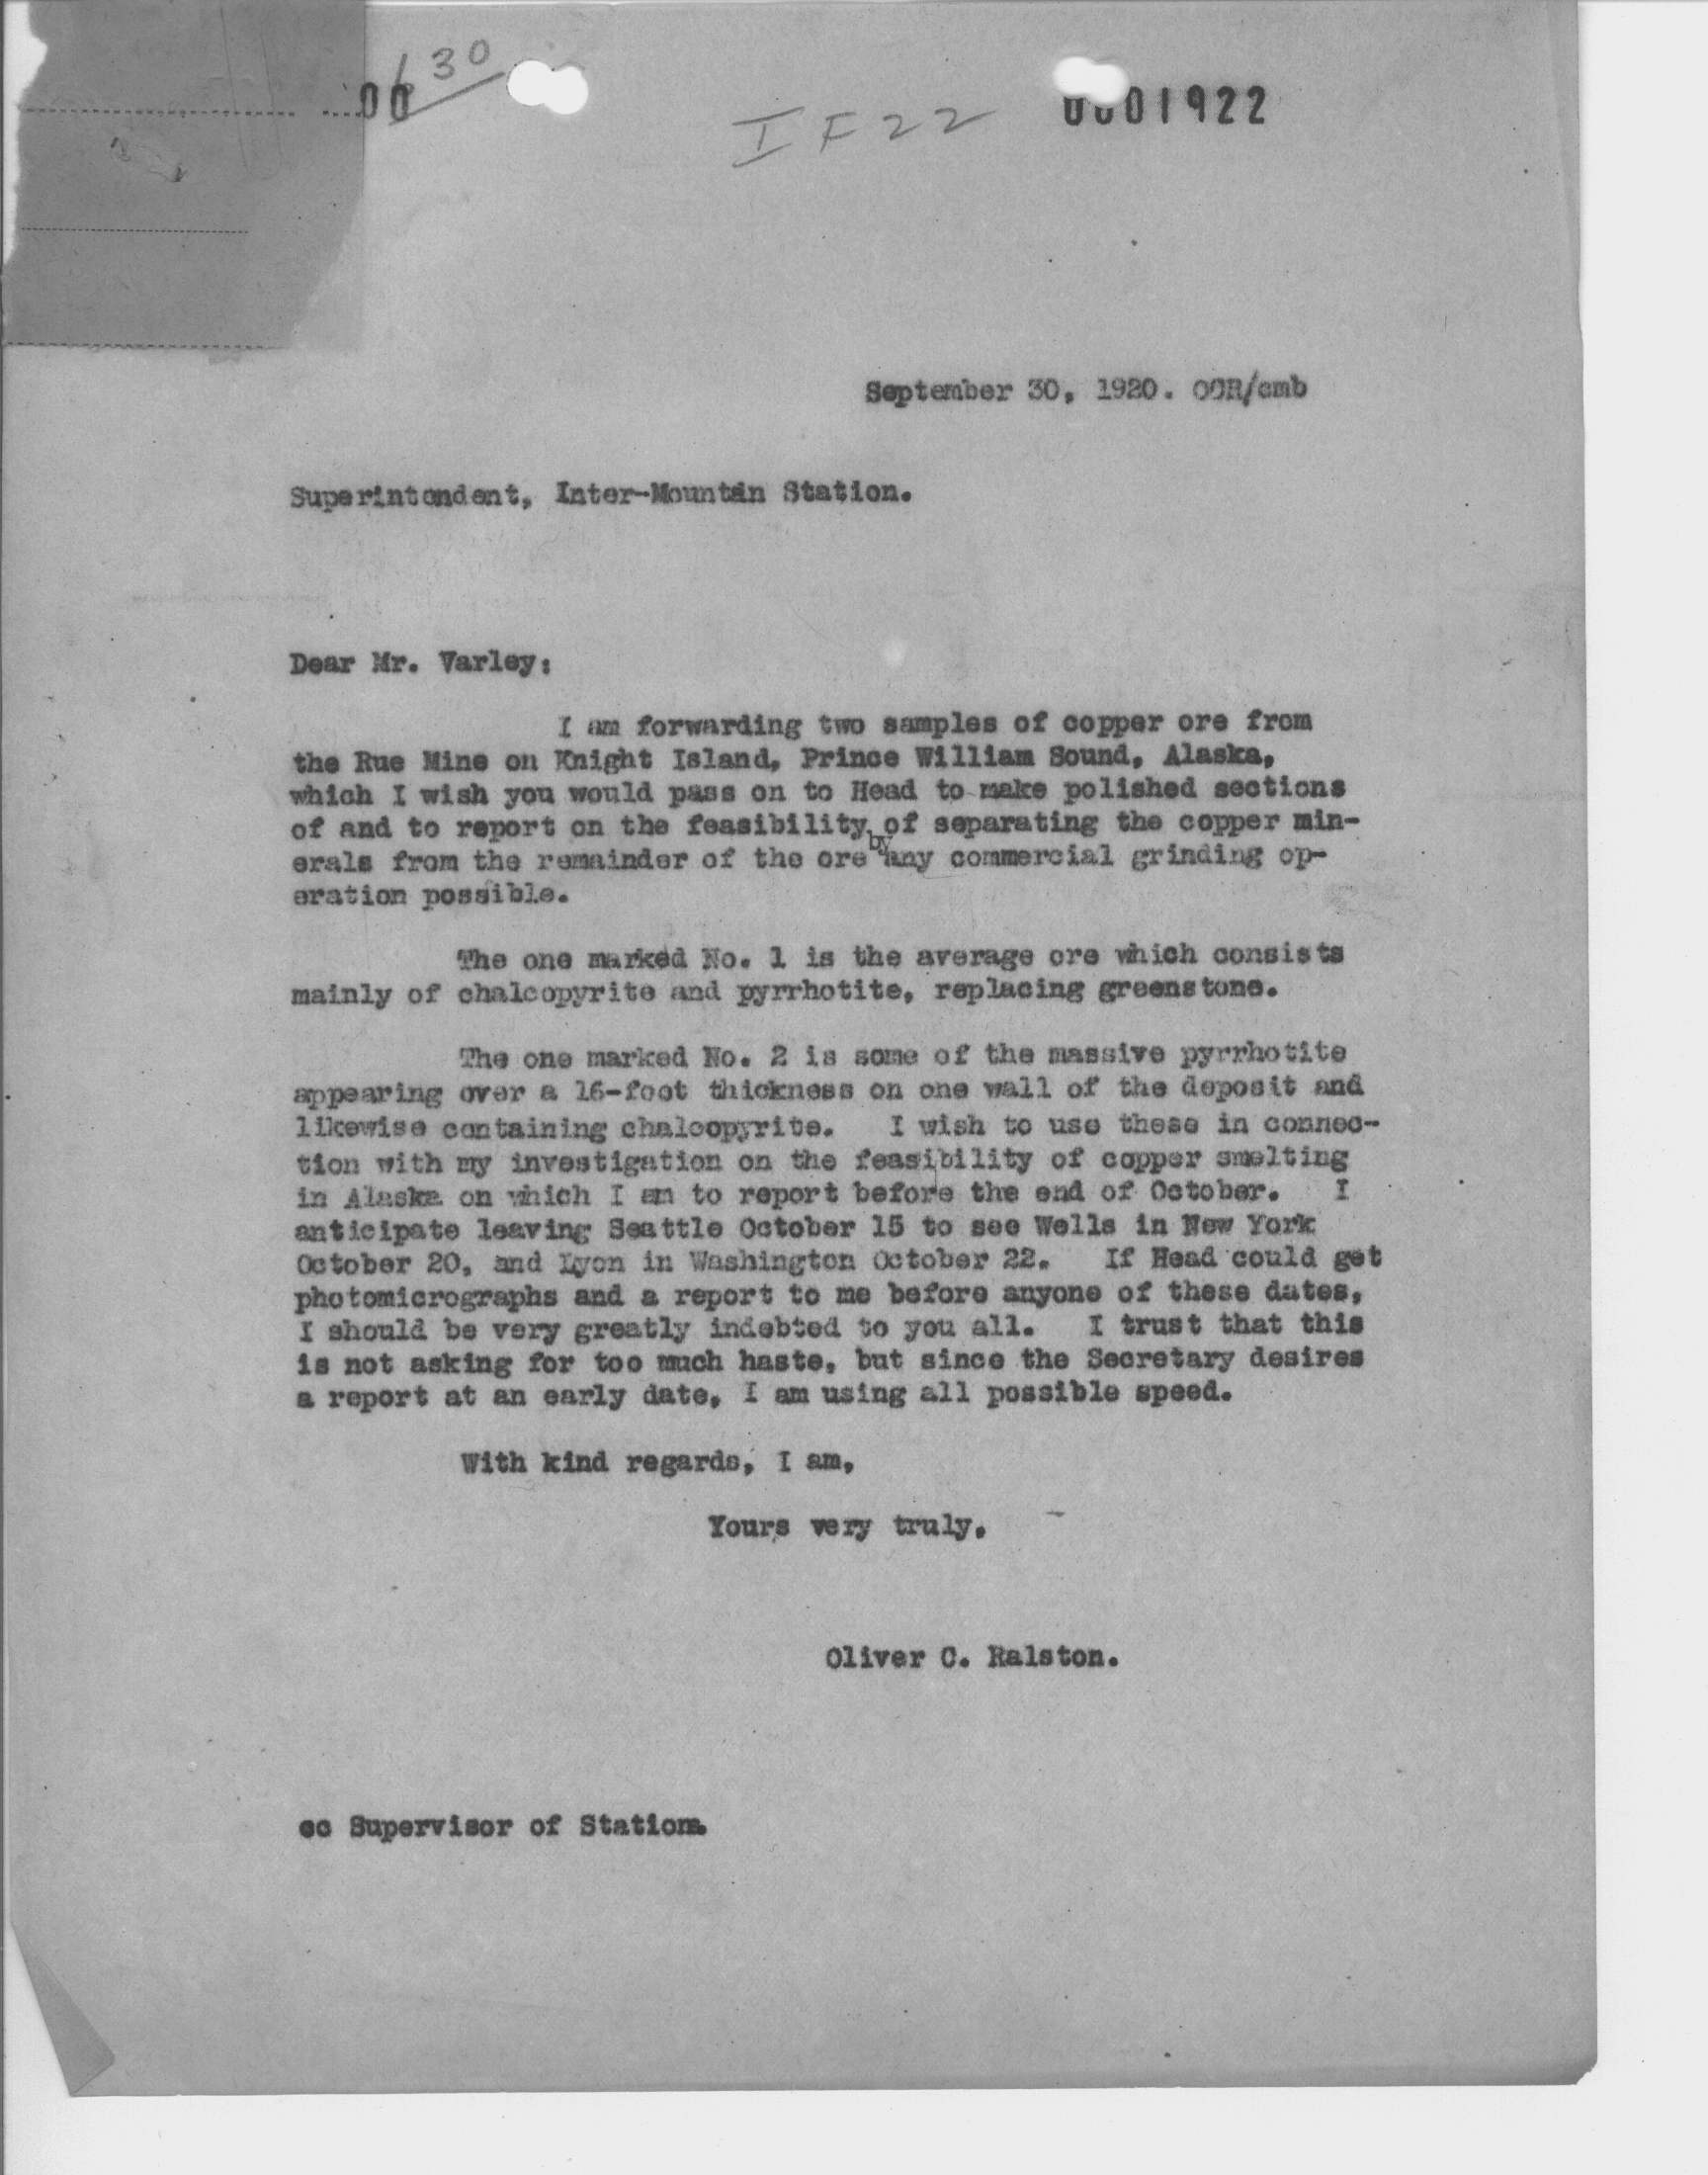 630
00
IF22
0001922
September 30, 1920. OCR/emb
Superintendent, Inter-Mountin Station.
Dear Mr. Varley:
I am forwarding two samples of copper ore from
the Rue Mine on Knight Island, Prince William Sound, Alaska,
which I wish you would pass on to Head to make polished sections
of and to report on the feasibility of separating the copper min-
erals from the remainder of the ore by any commercial grinding op-
eration possible.
The one marked No. 1 is the average ore which consists
mainly of chalcopyrite and pyrrhotite, replacing greenstone.
The one marked No. 2 is some of the massive pyrrhotite
appearing over a 16-foot thickness on one wall of the deposit and
likewise containing chalcopyrite. I wish to use these in connec-
tion with my investigation on the feasibility of copper smelting
in Alaska on which I am to report before the end of October. I
anticipate leaving Seattle October 15 to see Wells in New York
October 20, and Lyon in Washington October 22. If Head could get
photomicrographs and a report to me before anyone of these dates,
I should be very greatly indebted to you all. I trust that this
is not asking for too much haste, but since the Secretary desires
a report at an early date, I am using all possible speed.
With kind regards, I am,
Yours very truly,
Oliver C. Ralston.
cc Supervisor of Stations.